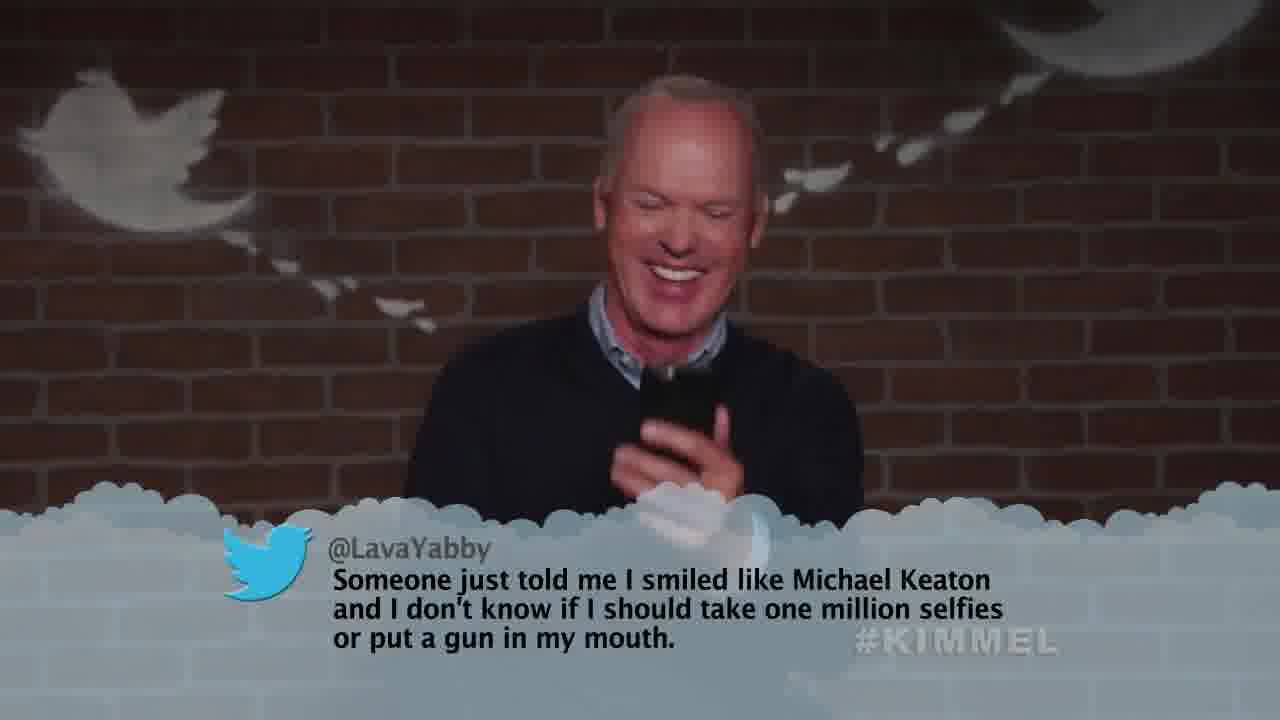 @LavaYabby
Someone just told me I smiled like Michael Keaton
and I don't know if I should take one million selfies
or put a gun in my mouth.
#KIMMEL